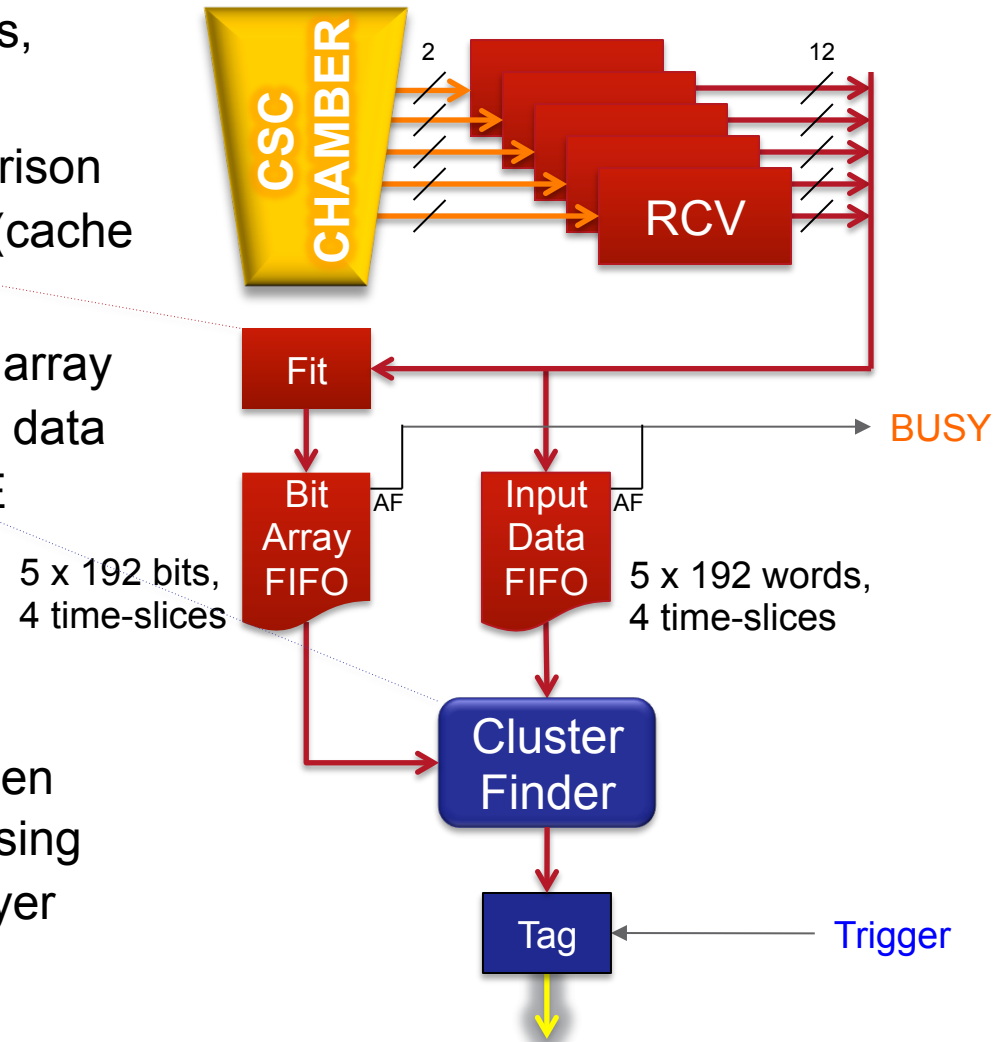 s,
rison
(cache
array
data
E
en
sing
yer
CSC
CHAMBER
2
12
RCV
Fit
BUSY
Bit
Array
FIFO
AF
Input
Data
FIFO
AF
5 x 192 bits,
4 time-slices
5 x 192 words,
4 time-slices
Cluster
Finder
Tag
Trigger